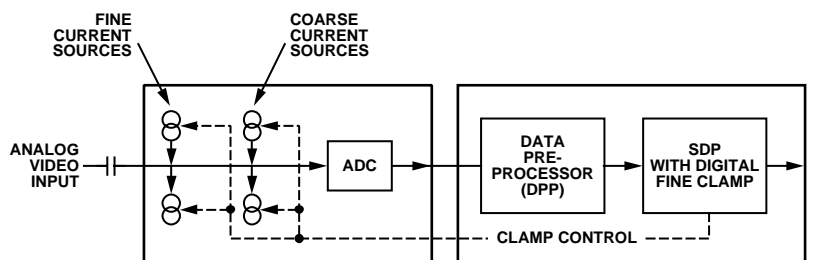 FINE
CURRENT
SOURCES
COARSE
CURRENT
SOURCES
ANALOG
VIDEO
INPUT
ADC
DATA
PRE-
PROCESSOR
(DPP)
SDP
WITH DIGITAL
FINE CLAMP
CLAMP CONTROL